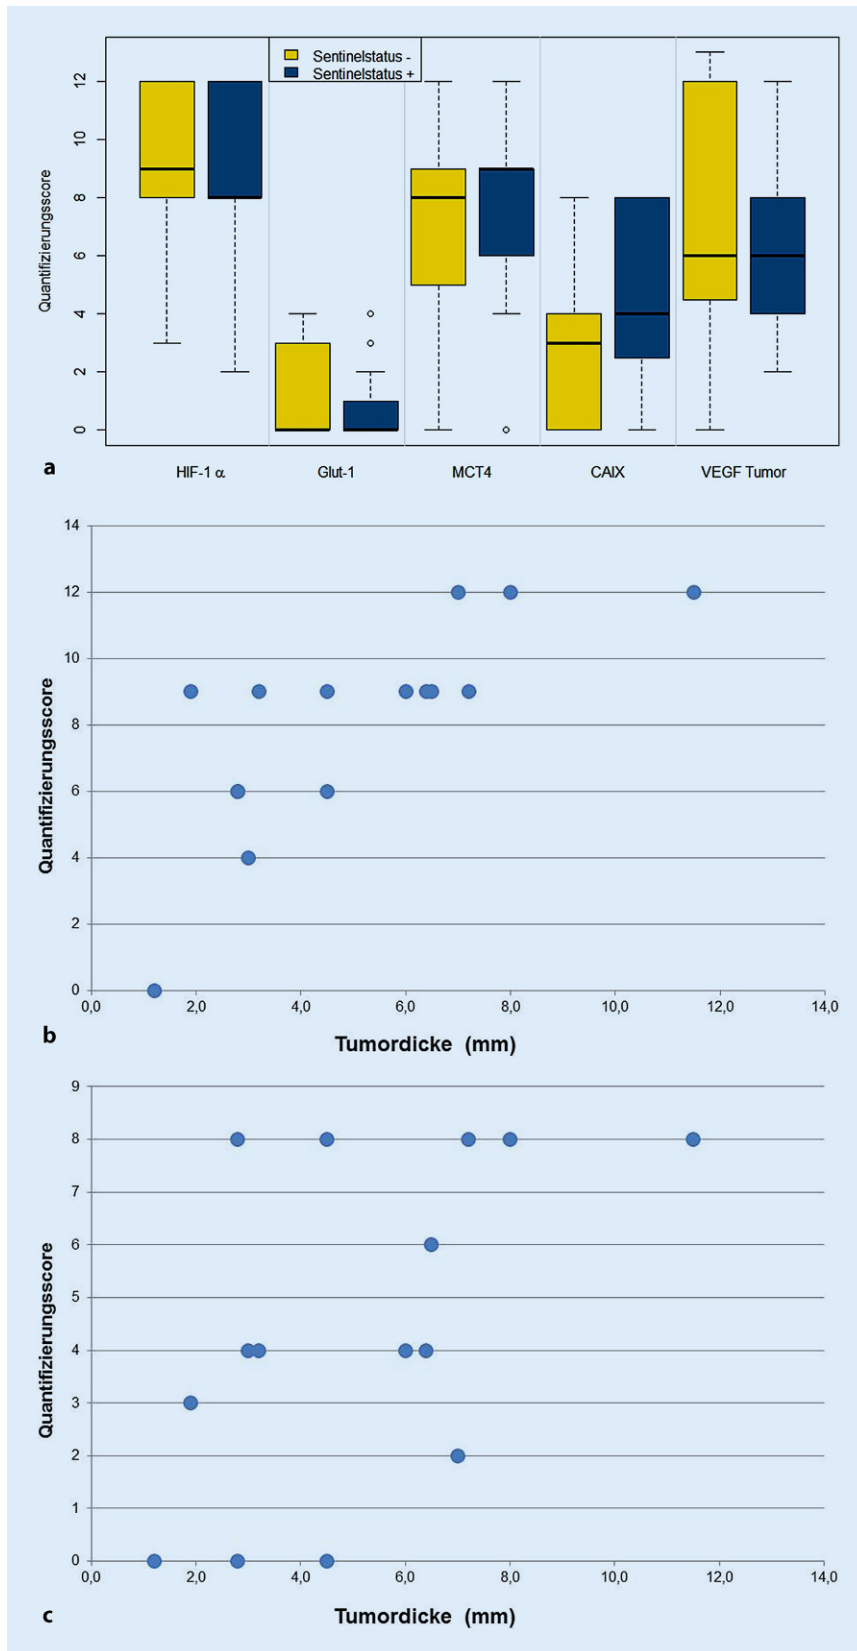 Sentinelstatus -
Sentinelstatus +
Quantifizierungsscore
12
10
8
6
4
2
0
a
HIF-1 α Glut-1 MCT4 CAIX VEGF Tumor
Quantifizierungsscore
14
12
10
8
6
4
2
0
0,0 2,0 4,0 6,0 8,0 10,0 12,0 14,0
b
Tumordicke (mm)
Quantifizierungsscore
9
8
7
6
5
4
3
2
1
0
0,0 2,0 4,0 6,0 8,0 10,0 12,0 14,0
c
Tumordicke (mm)